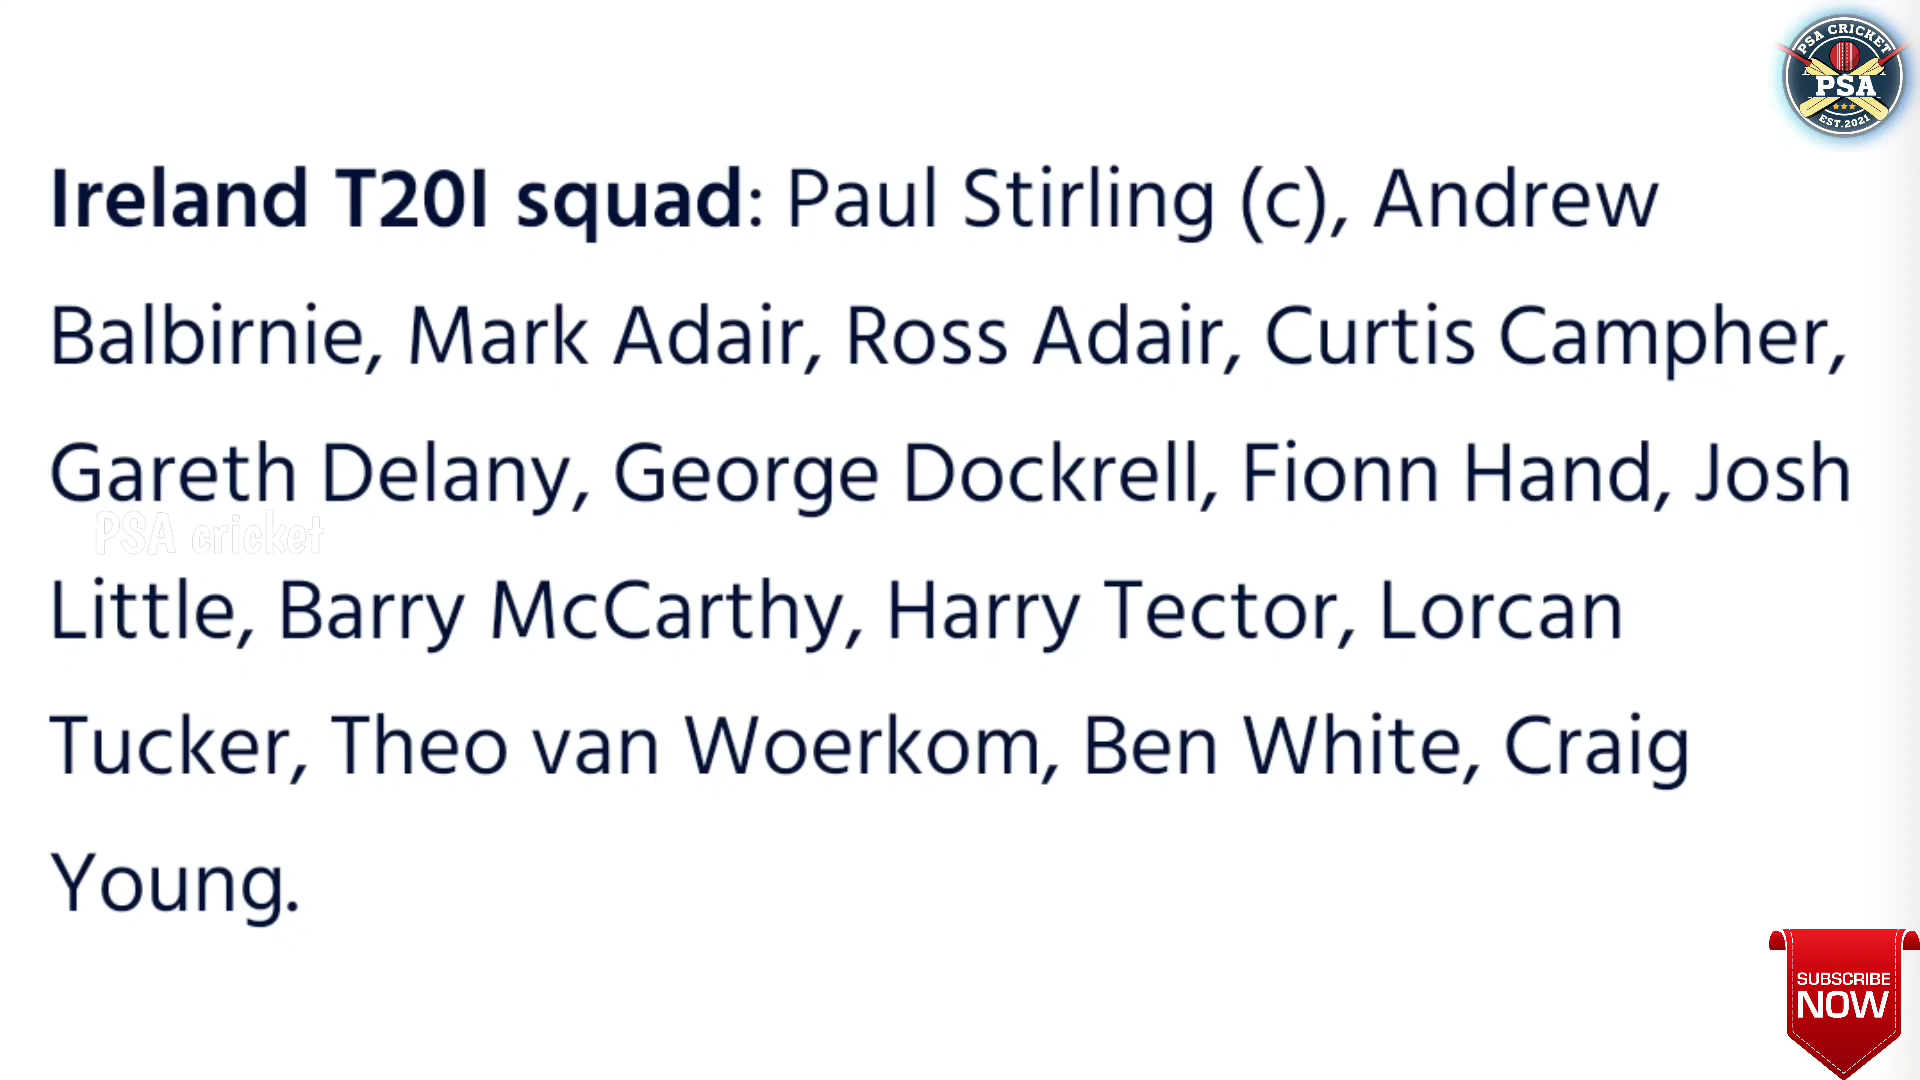 PSA CRICKET
PSA
EST.2021
Ireland T20I squad: Paul Stirling (c), Andrew
Balbirnie, Mark Adair, Ross Adair, Curtis Campher,
Gareth Delany, George Dockrell, Fionn Hand, Josh
PSA cricket
Little, Barry McCarthy, Harry Tector, Lorcan
Tucker, Theo van Woerkom, Ben White, Craig
Young.
SUBSCRIBE
NOW